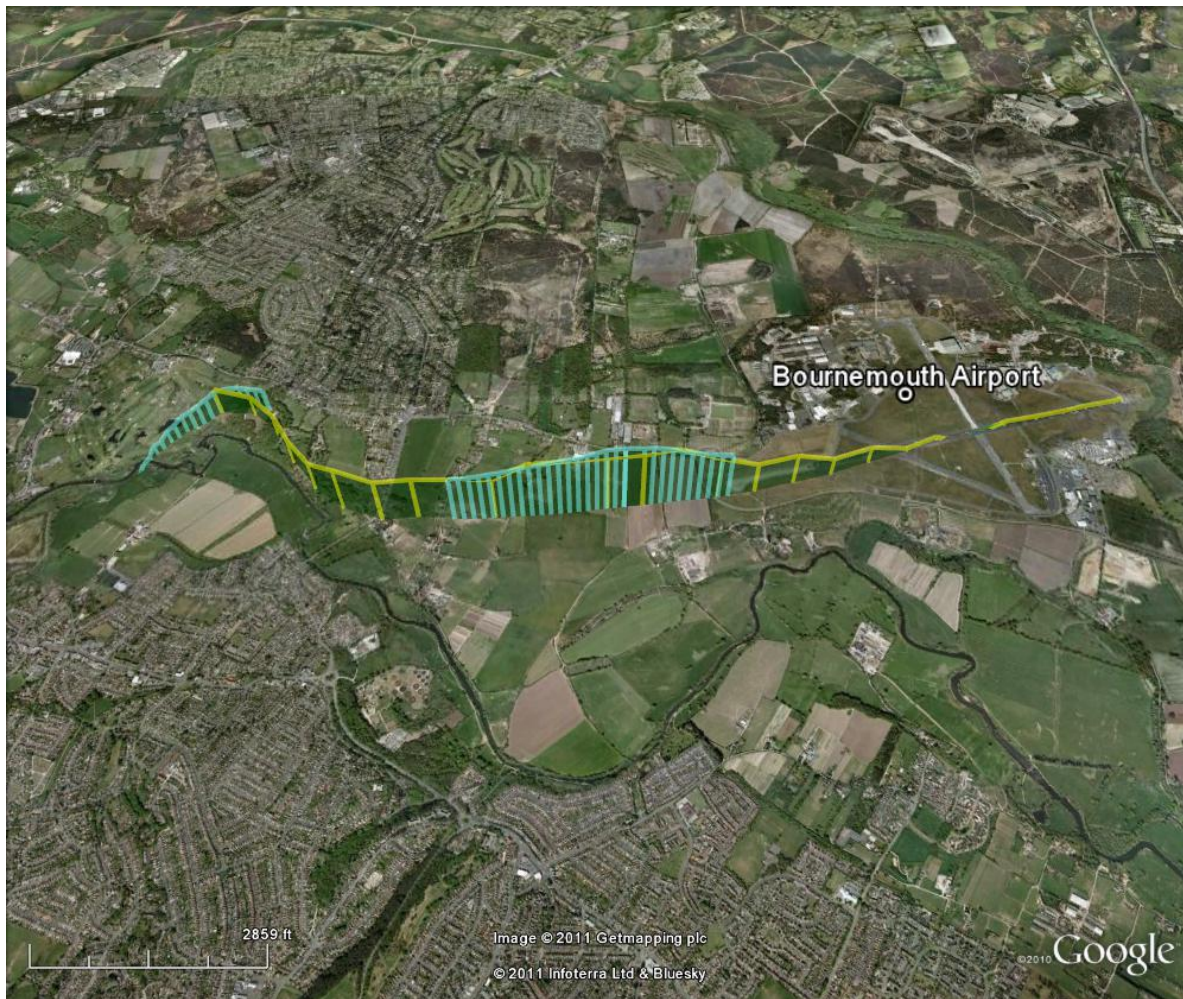 Bournemouth Airport
2859 ft
Image © 2011 Getmapping plc
© 2011 Infoterra Ltd & Bluesky
©2010 Google